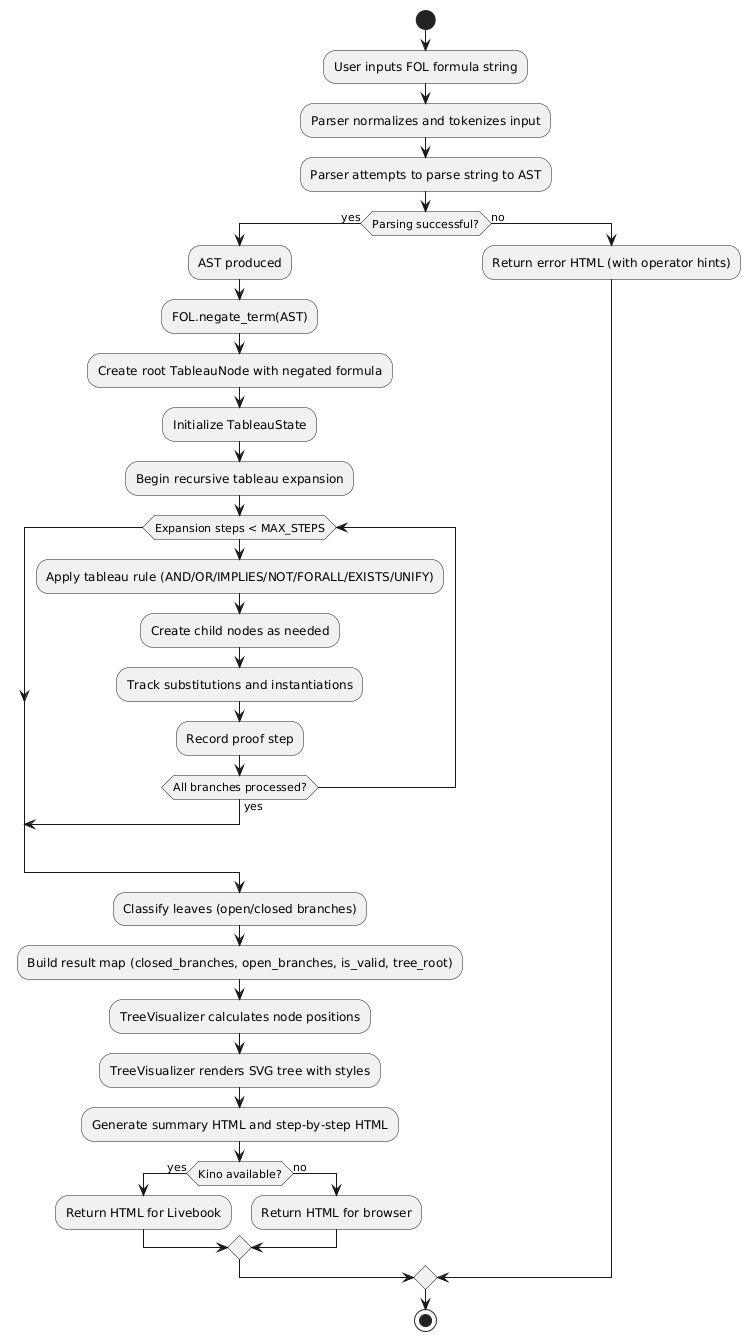 User inputs FOL formula string
Parser normalizes and tokenizes input
Parser attempts to parse string to AST
yes
Parsing successful?
no
AST produced
Return error HTML (with operator hints)
FOL.negate_term(AST)
Create root TableauNode with negated formula
Initialize TableauState
Begin recursive tableau expansion
Expansion steps < MAX_STEPS
Apply tableau rule (AND/OR/IMPLIES/NOT/FORALL/EXISTS/UNIFY)
Create child nodes as needed
Track substitutions and instantiations
Record proof step
All branches processed?
yes
Classify leaves (open/closed branches)
Build result map (closed_branches, open_branches, is_valid, tree_root)
TreeVisualizer calculates node positions
TreeVisualizer renders SVG tree with styles
Generate summary HTML and step-by-step HTML
yes
Kino available?
no
Return HTML for Livebook
Return HTML for browser